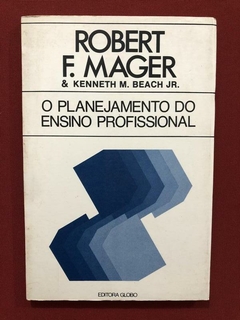 ROBERT
F. MAGER
& KENNETH M. BEACH JR.
O PLANEJAMENTO DO
ENSINO PROFISSIONAL
EDITORA GLOBO